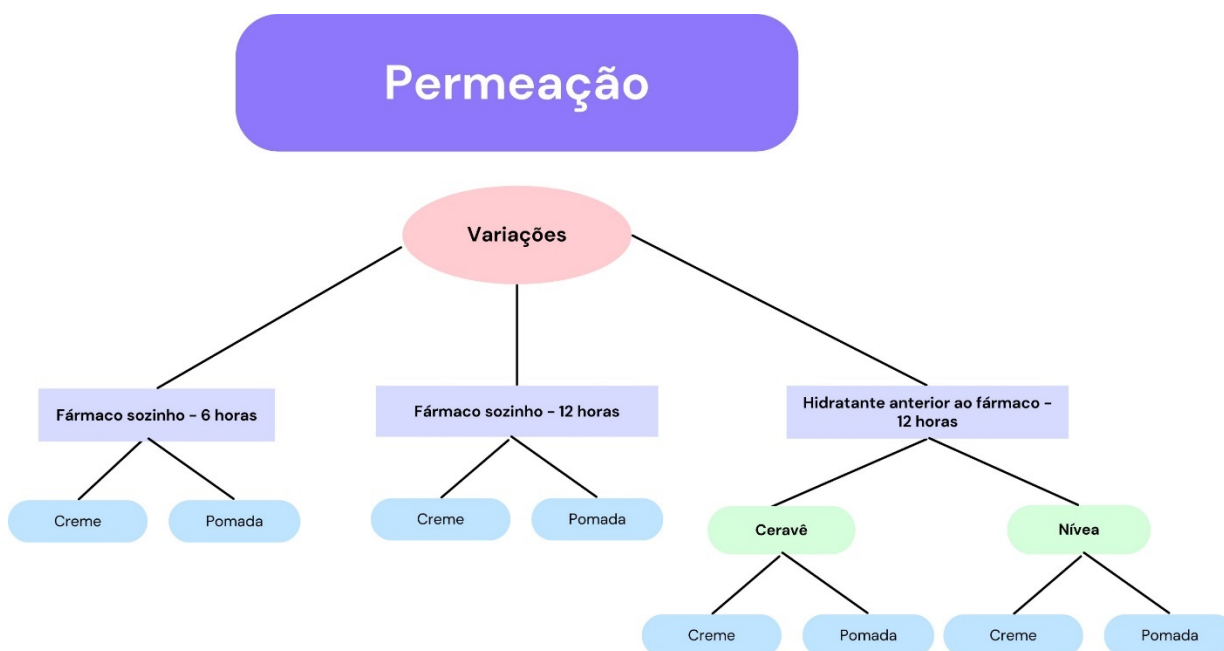 Permeação
Variações
Fármaco sozinho - 6 horas
Fármaco sozinho - 12 horas
Hidratante anterior ao fármaco -
12 horas
Creme
Pomada
Creme
Pomada
Ceravê
Nívea
Creme
Pomada
Creme
Pomada